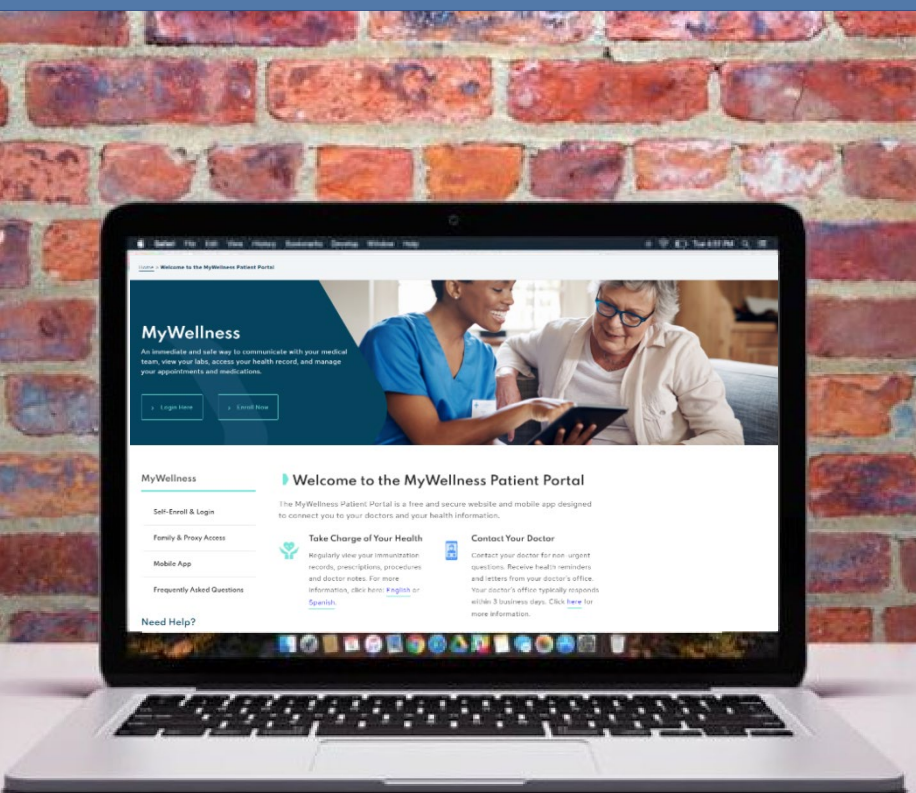 Safari File Edit View History Bookmarks Develop Window Help
Home > Welcome to the MyWellness Patient Portal
MyWellness
An immediate and safe way to communicate with your medical
team, view your labs, access your health record, and manage
your appointments and medications.
› Login Here
› Enroll Now
MyWellness
Self-Enroll & Login
Family & Proxy Access
Mobile App
Frequently Asked Questions
Need Help?
Welcome to the MyWellness Patient Portal
The MyWellness Patient Portal is a free and secure website and mobile app designed
to connect you to your doctors and your health information.
Take Charge of Your Health
Regularly view your immunization
records, prescriptions, procedures
and doctor notes. For more
information, click here: English or
Spanish.
Contact Your Doctor
Contact your doctor for non-urgent
questions. Receive health reminders
and letters from your doctor's office.
Your doctor's office typically responds
within 3 business days. Click here for
more information.